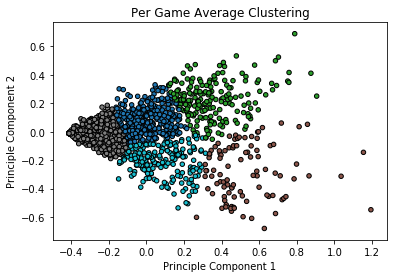 Per Game Average Clustering
Principle Component 2
0.6
0.4
0.2
0.0
−0.2
−0.4
−0.6
−0.4 −0.2 0.0 0.2 0.4 0.6 0.8 1.0 1.2
Principle Component 1